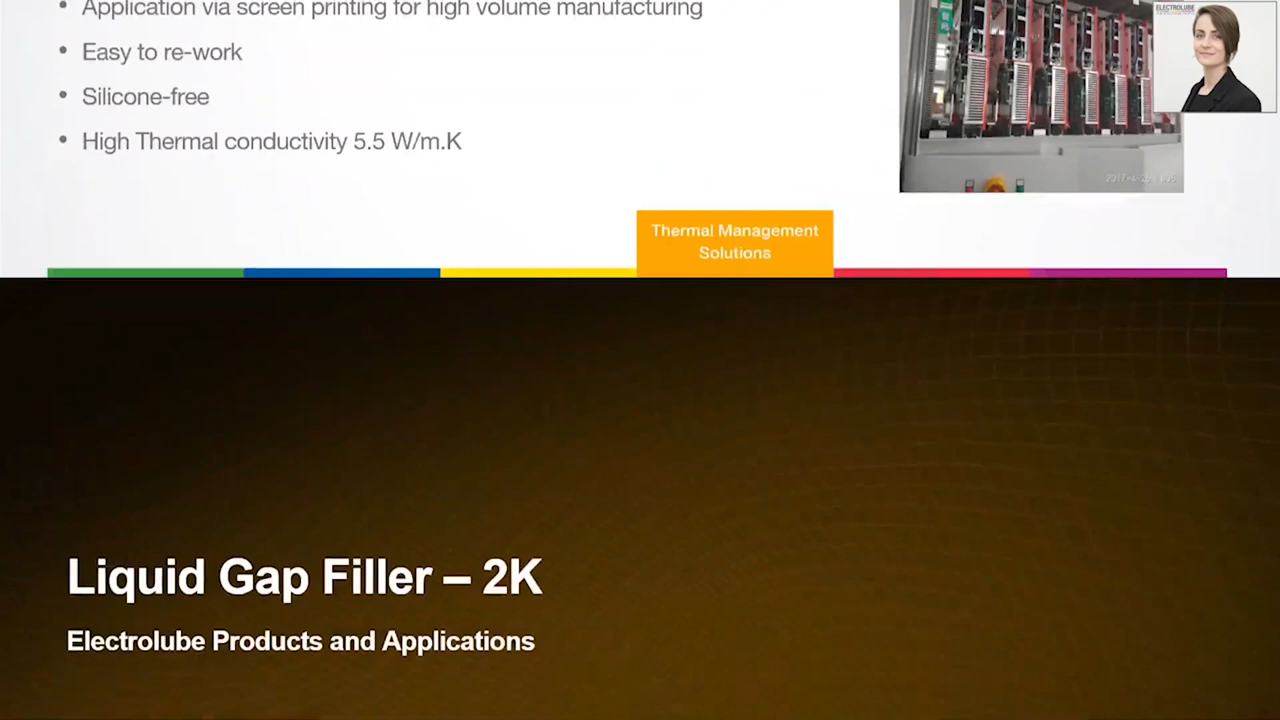 Application via screen printing for high volume manufacturing
• Easy to re-work
• Silicone-free
• High Thermal conductivity 5.5 W/m.K
ELECTROLUBE
Thermal Management
Solutions
Liquid Gap Filler – 2K
Electrolube Products and Applications